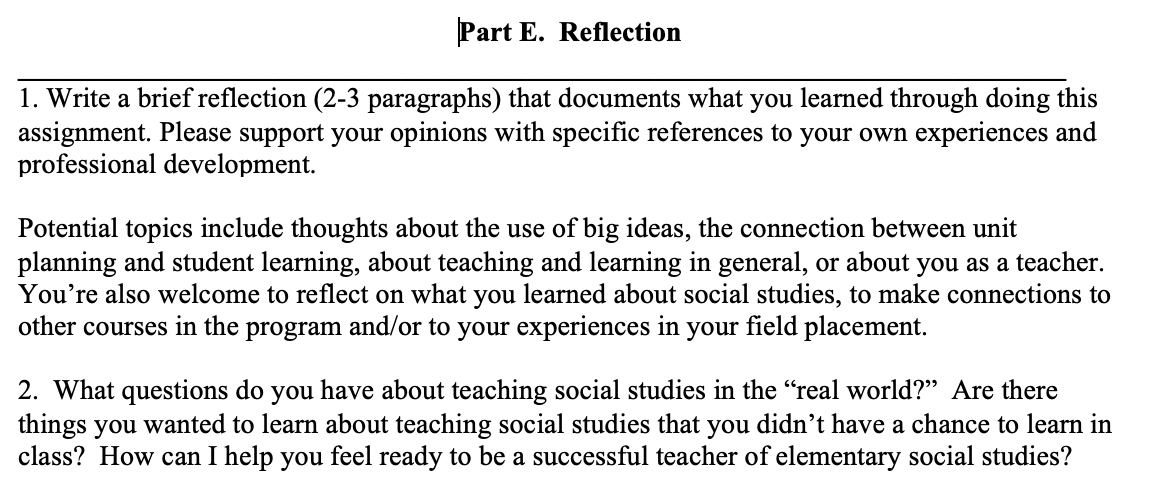 Part E.  Reflection
1. Write a brief reflection (2-3 paragraphs) that documents what you learned through doing this
assignment. Please support your opinions with specific references to your own experiences and
professional development.
Potential topics include thoughts about the use of big ideas, the connection between unit
planning and student learning, about teaching and learning in general, or about you as a teacher.
You’re also welcome to reflect on what you learned about social studies, to make connections to
other courses in the program and/or to your experiences in your field placement.
2.  What questions do you have about teaching social studies in the “real world?”  Are there
things you wanted to learn about teaching social studies that you didn’t have a chance to learn in
class?  How can I help you feel ready to be a successful teacher of elementary social studies?